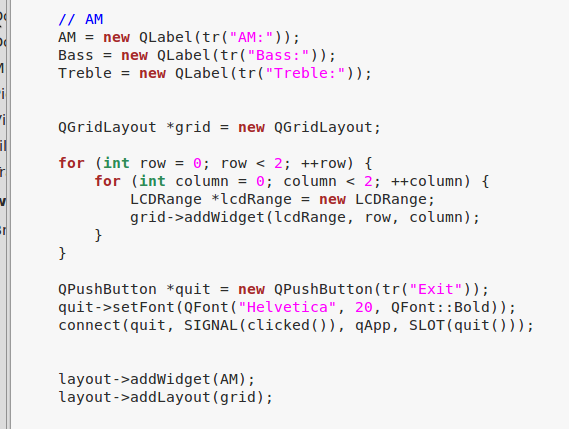 // AM
AM = new QLabel(tr("AM:"));
Bass = new QLabel(tr("Bass:"));
Treble = new QLabel(tr("Treble:"));
QGridLayout *grid = new QGridLayout;
for (int row = 0; row < 2; ++row) {
for (int column = 0; column < 2; ++column) {
LCDRange *lcdRange = new LCDRange;
grid->addWidget(lcdRange, row, column);
}
}
QPushButton *quit = new QPushButton(tr("Exit"));
quit->setFont(QFont("Helvetica", 20, QFont::Bold));
connect(quit, SIGNAL(clicked()), qApp, SLOT(quit()));
layout->addWidget(AM);
layout->addLayout(grid);